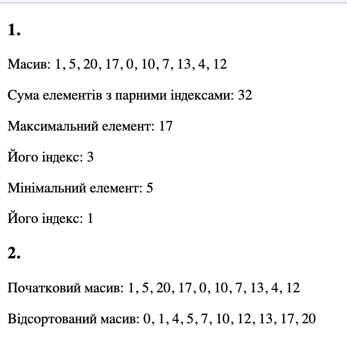 1.
Масив: 1, 5, 20, 17, 0, 10, 7, 13, 4, 12
Сума елементів з парними індексами: 32
Максимальний елемент: 17
Його індекс: 3
Мінімальний елемент: 5
Його індекс: 1
2.
Початковий масив: 1, 5, 20, 17, 0, 10, 7, 13, 4, 12
Відсортований масив: 0, 1, 4, 5, 7, 10, 12, 13, 17, 20